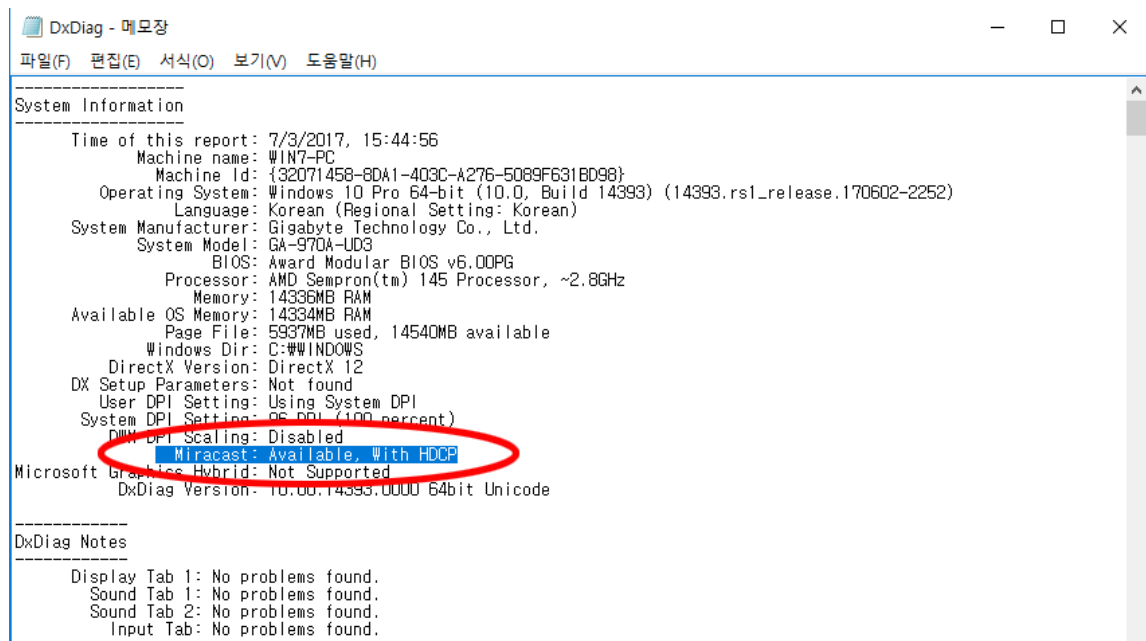 DxDiag - 메모장
파일(F) 편집(E) 서식(O) 보기(V) 도움말(H)
------------------
System Information
------------------
Time of this report: 7/3/2017, 15:44:56
Machine name: WIN7-PC
Machine Id: {32071458-8DA1-403C-A276-5089F631BD98}
Operating System: Windows 10 Pro 64-bit (10.0, Build 14393) (14393.rs1_release.170602-2252)
Language: Korean (Regional Setting: Korean)
System Manufacturer: Gigabyte Technology Co., Ltd.
System Model: GA-970A-UD3
BIOS: Award Modular BIOS v6.00PG
Processor: AMD Sempron(tm) 145 Processor, ~2.8GHz
Memory: 14336MB RAM
Available OS Memory: 14334MB RAM
Page File: 5937MB used, 14540MB available
Windows Dir: C:₩WINDOWS
DirectX Version: DirectX 12
DX Setup Parameters: Not found
User DPI Setting: Using System DPI
System DPI Setting: 96 DPI (100 percent)
DWM DPI Scaling: Disabled
Miracast: Available, With HDCP
Microsoft Graphics Hybrid: Not Supported
DxDiag Version: 10.00.14393.0000 64bit Unicode
------------
DxDiag Notes
------------
Display Tab 1: No problems found.
Sound Tab 1: No problems found.
Sound Tab 2: No problems found.
Input Tab: No problems found.